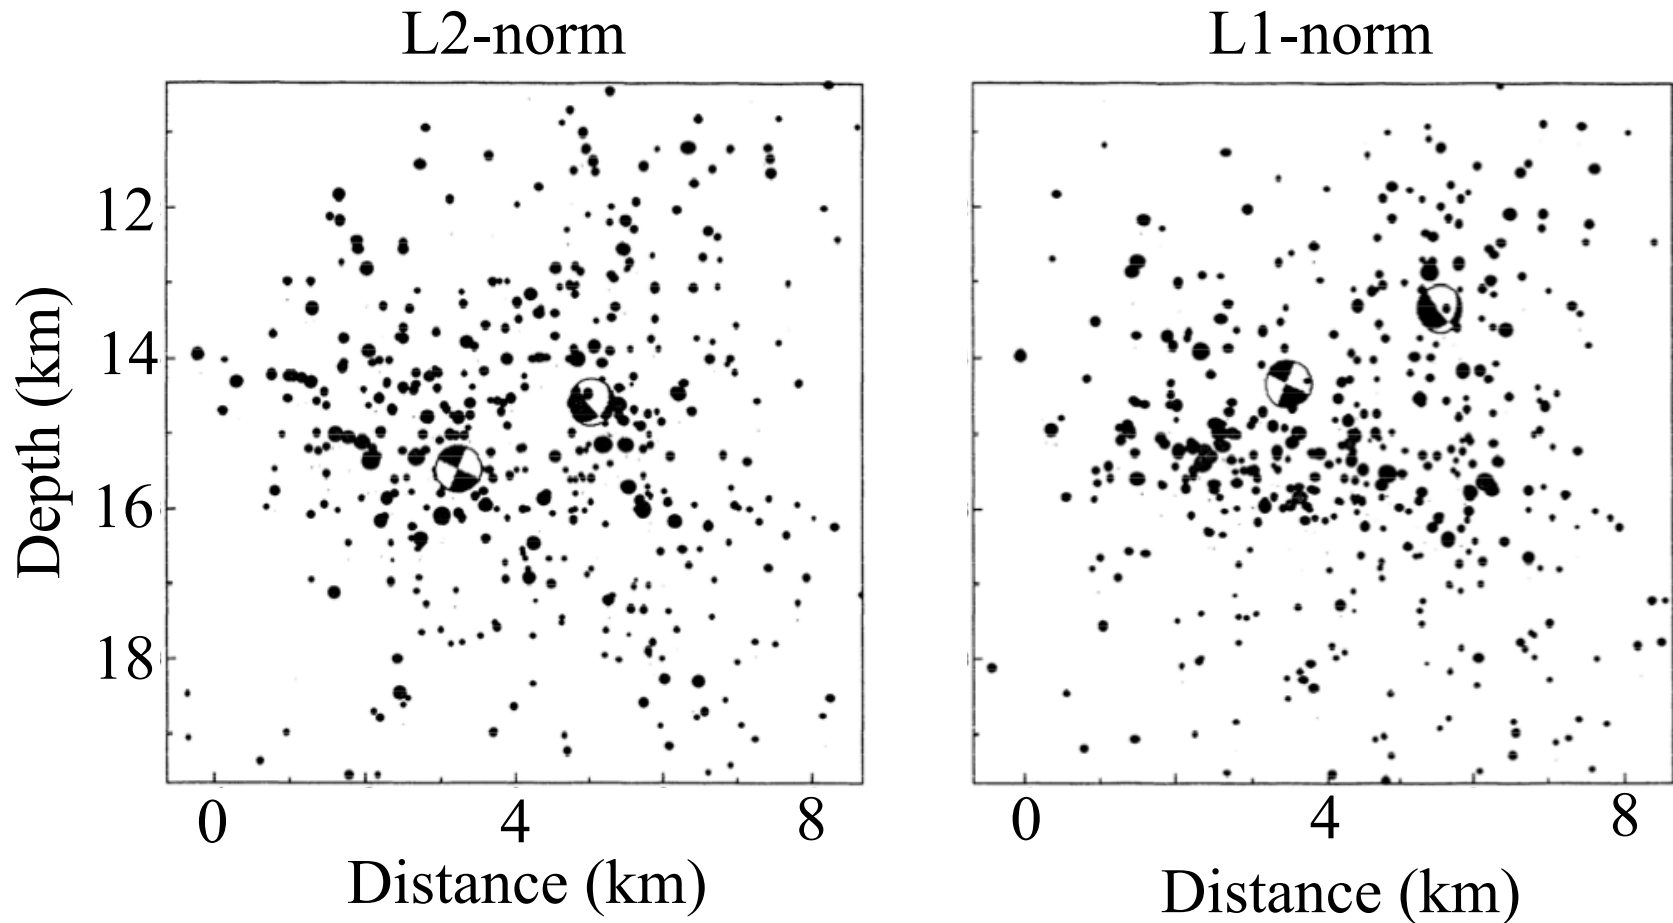 L2-norm
L1-norm
12
14
16
18
Depth (km)
0
4
8
0
4
8
Distance (km)
Distance (km)